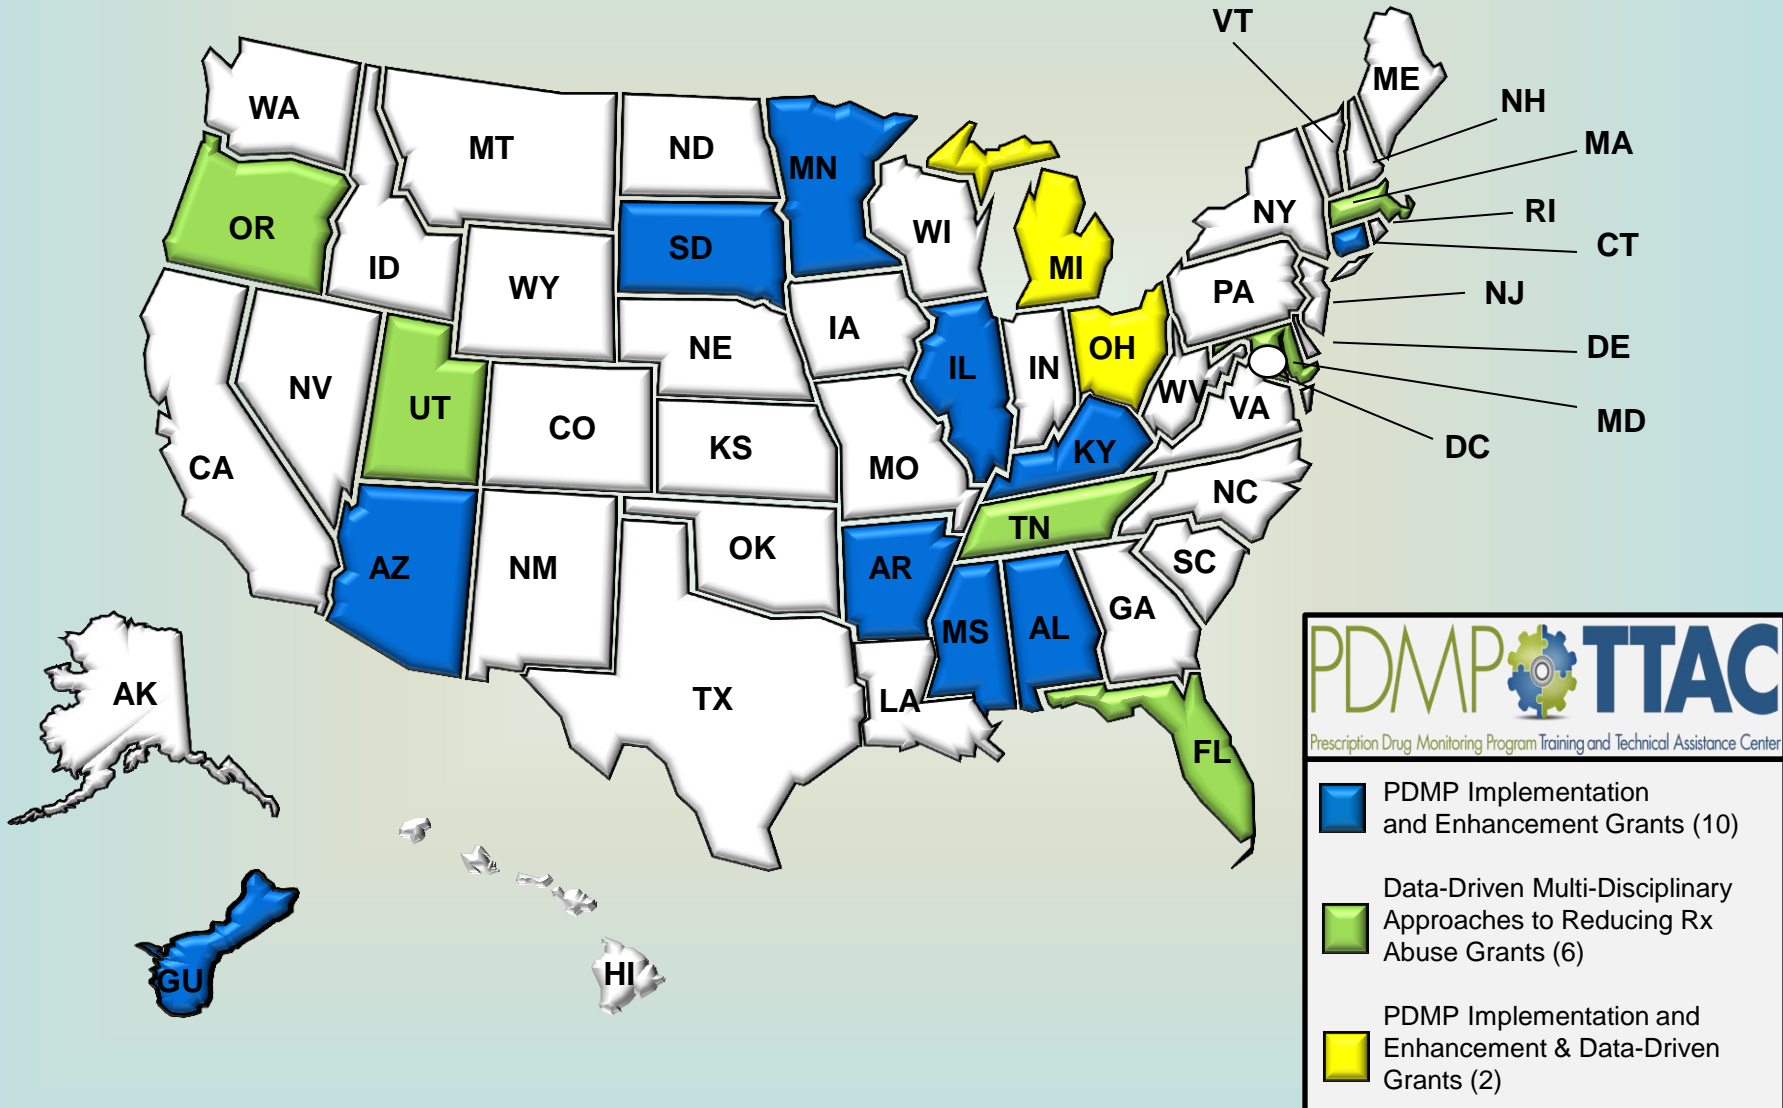 VT
ME
WA
NH
MT
ND
MN
MA
NY
RI
OR
WI
SD
CT
ID
MI
WY
PA
NJ
IA
NE
OH
DE
IL
IN
NV
UT
WV
VA
CO
MD
KS
KY
DC
CA
MO
NC
TN
OK
AZ
NM
AR
SC
GA
MS
AL
AK
TX
LA
FL
GU
HI
PDMP TTAC
Prescription Drug Monitoring Program Training and Technical Assistance Center
PDMP Implementation
and Enhancement Grants (10)
Data-Driven Multi-Disciplinary
Approaches to Reducing Rx
Abuse Grants (6)
PDMP Implementation and
Enhancement & Data-Driven
Grants (2)